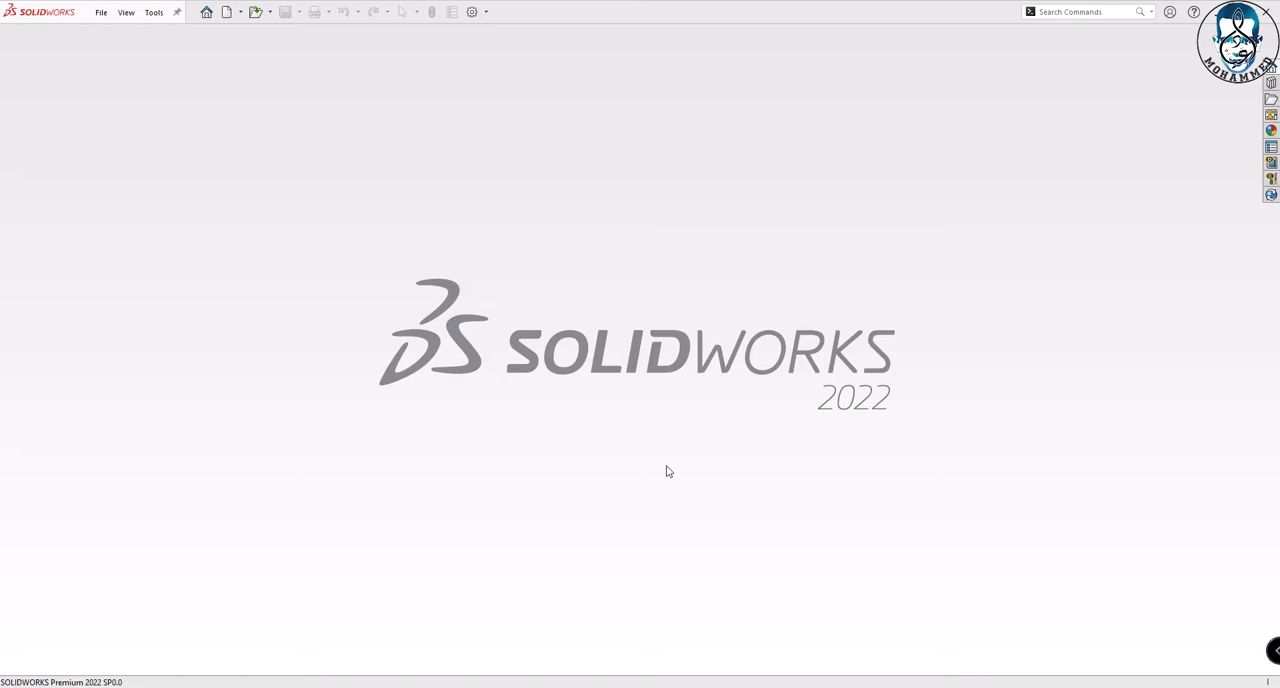 SOLIDWORKS File View Tools Search Commands
MOHAMMED
SOLIDWORKS
2022
SOLIDWORKS Premium 2022 SP0.0